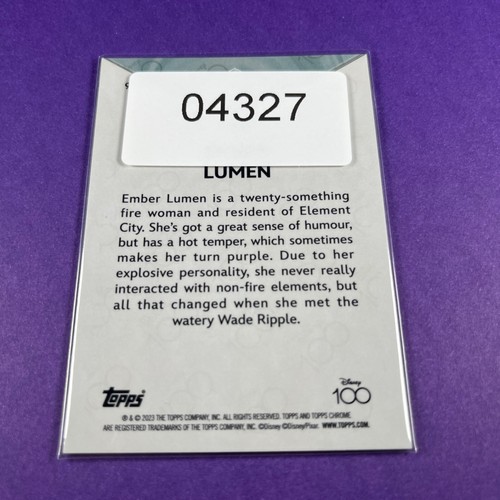 04327
LUMEN
Ember Lumen is a twenty-something
fire woman and resident of Element
City. She's got a great sense of humour,
but has a hot temper, which sometimes
makes her turn purple. Due to her
explosive personality, she never really
interacted with non-fire elements, but
all that changed when she met the
watery Wade Ripple.
Topps®
Disney
100
® & © 2023 THE TOPPS COMPANY, INC. ALL RIGHTS RESERVED. TOPPS AND TOPPS CHROME
ARE REGISTERED TRADEMARKS OF THE TOPPS COMPANY, INC. ©Disney ©Disney/Pixar. WWW.TOPPS.COM.